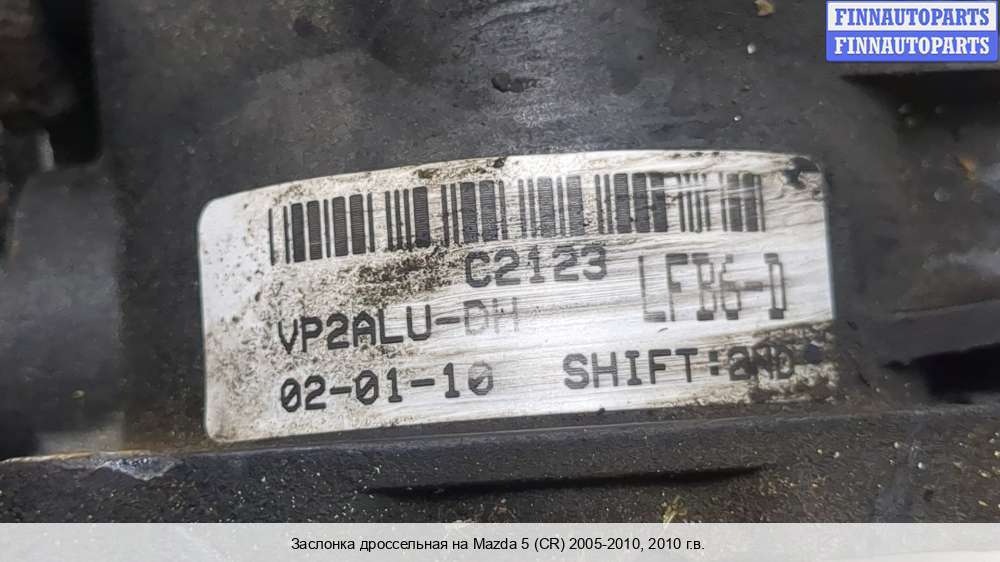 FINNAUTOPARTS
FINNAUTOPARTS
C2123
VP2ALU-BH LFB6-D
02-01-10 SHIFT:2ND
Заслонка дроссельная на Mazda 5 (CR) 2005-2010, 2010 г.в.